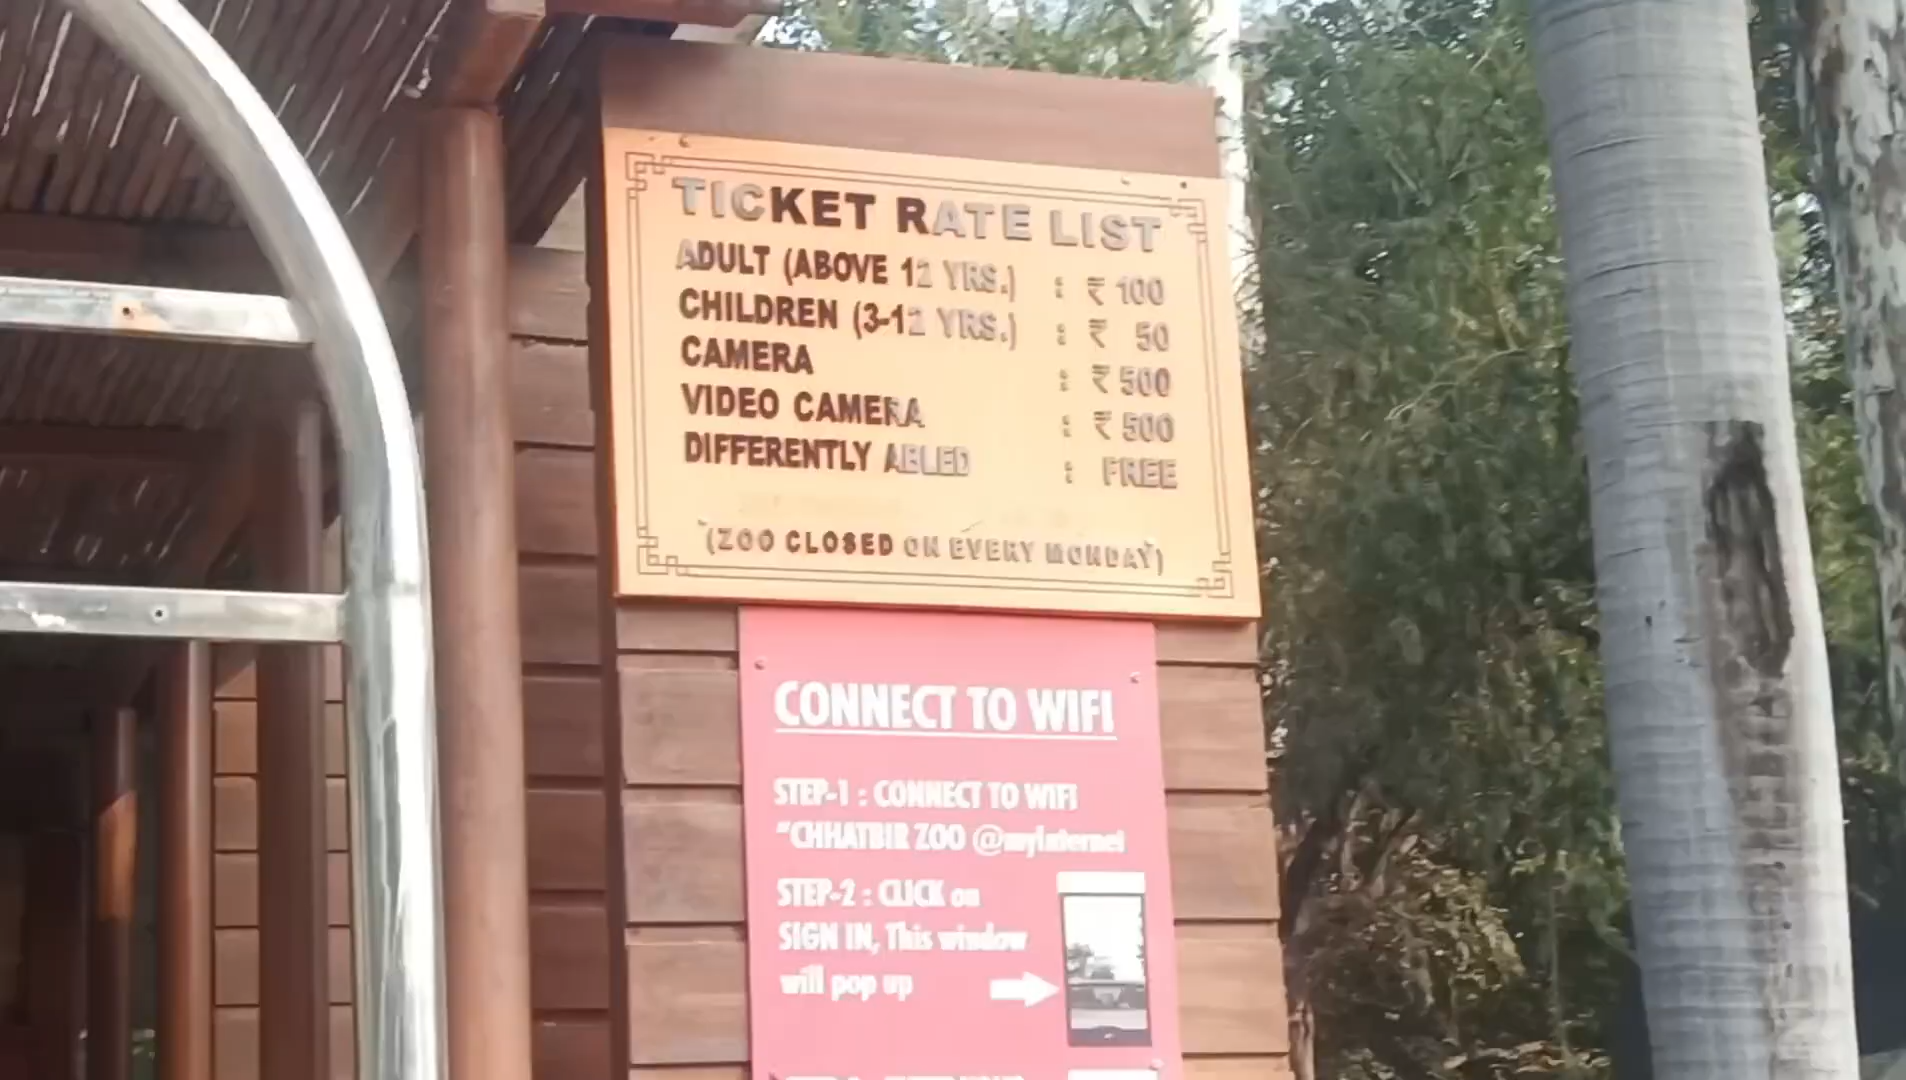 TICKET RATE LIST
ADULT (ABOVE 12 YRS.) : ₹ 100
CHILDREN (3-12 YRS.) : ₹ 50
CAMERA : ₹ 500
VIDEO CAMERA : ₹ 500
DIFFERENTLY ABLED : FREE
(ZOO CLOSED ON EVERY MONDAY)
CONNECT TO WIFI
STEP-1 : CONNECT TO WIFI
"CHHATBIR ZOO @myinternet
STEP-2 : CLICK on
SIGN IN, This window
will pop up